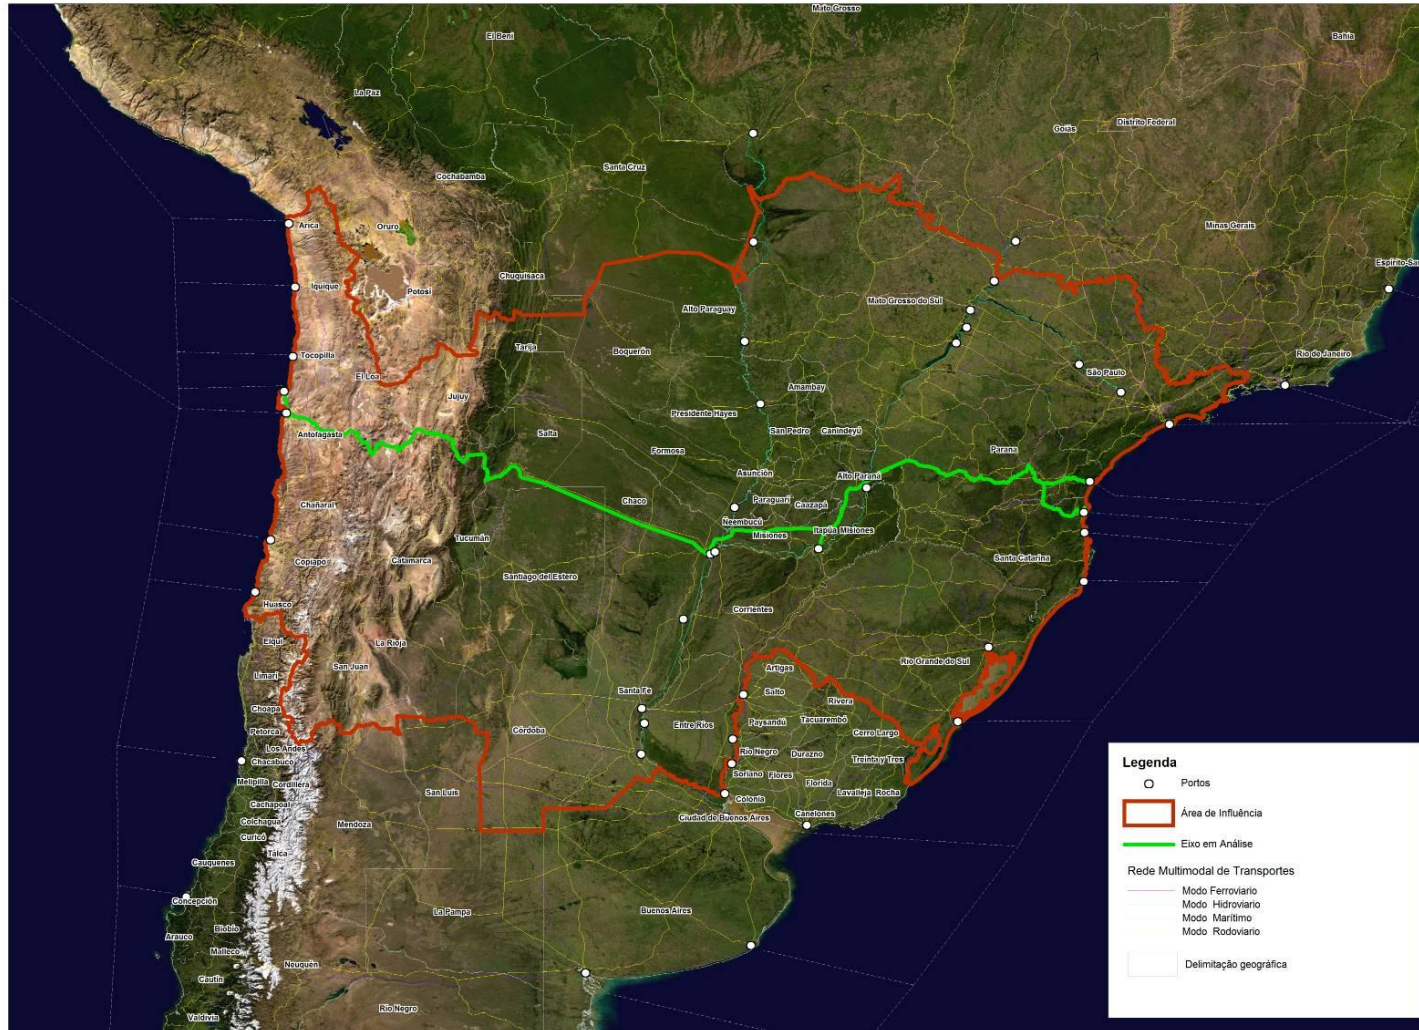 Mato Grosso
El Beni
Bahia
La Paz
Distrito Federal
Goiás
Santa Cruz
Cochabamba
Arica
Oruro
Minas Gerais
Chuquisaca
Iquique
Potosi
Mato Grosso do Sul
Alto Paraguay
Tarija
Tocopilla
Boquerón
Rio de Janeiro
El Loa
São Paulo
Amambay
Jujuy
Presidente Hayes
Antofagasta
Salta
San Pedro
Canindeyú
Formosa
Parana
Asunción
Alto Paraná
Chañaral
Chaco
Paraguarí
Caazapá
Ñeembucú
Itapúa
Misiones
Misiones
Tucumán
Santa Catarina
Copiapó
Catamarca
Santiago del Estero
Huasco
Corrientes
Elqui
La Rioja
San Juan
Rio Grande do Sul
Artigas
Limarí
Santa Fe
Salto
Rivera
Choapa
Entre Ríos
Paysandú
Tacuarembó
Petorca
Córdoba
Cerro Largo
Los Andes
Río Negro
Durazno
Treinta y Tres
Chacabuco
Soriano
Flores
Melipilla
Cordillera
San Luis
Florida
Lavalleja
Rocha
Cachapoal
Colonia
Colchagua
Mendoza
Ciudad de Buenos Aires
Canelones
Curicó
Talca
Cauquenes
Concepción
La Pampa
Buenos Aires
Arauco
Biobío
Malleco
Neuquén
Cautín
Río Negro
Valdivia
Legenda
Portos
Área de Influência
Eixo em Análise
Rede Multimodal de Transportes
Modo Ferroviario
Modo Hidroviario
Modo Marítimo
Modo Rodoviario
Delimitação geográfica